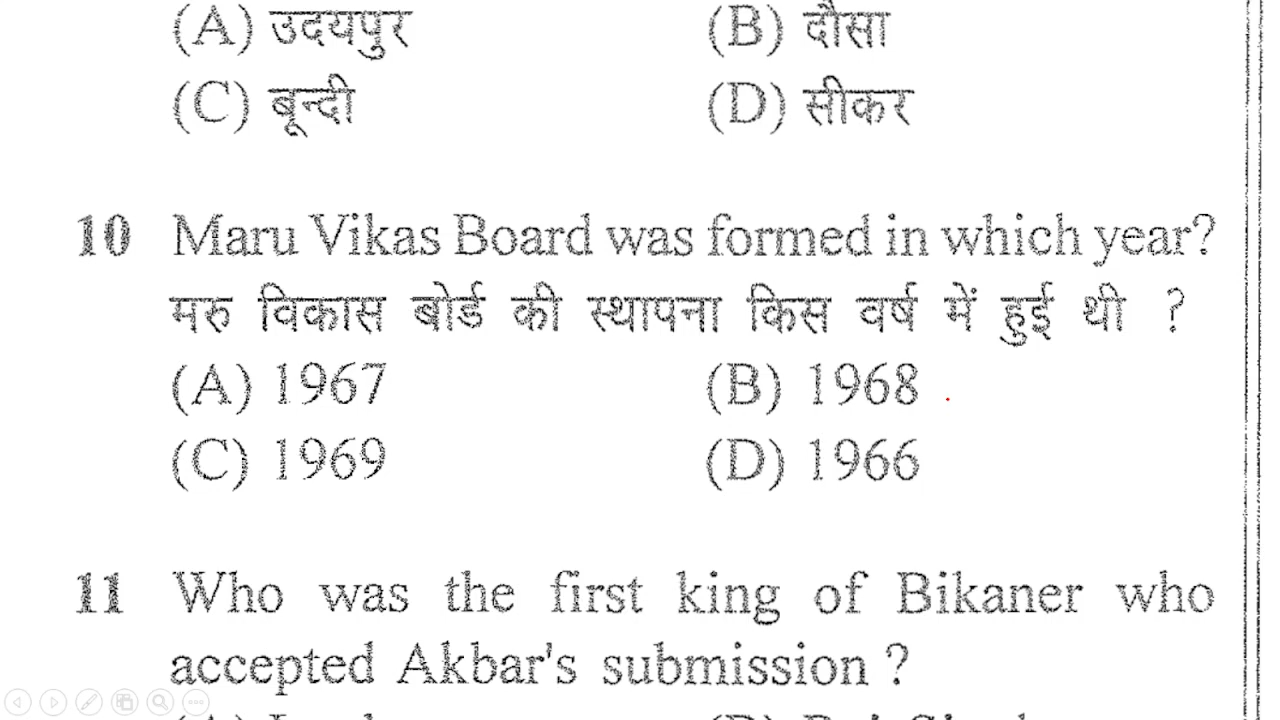 (A) उदयपुर (B) दौसा
(C) बून्दी (D) सीकर
10 Maru Vikas Board was formed in which year?
मरु विकास बोर्ड की स्थापना किस वर्ष में हुई थी ?
(A) 1967 (B) 1968
(C) 1969 (D) 1966
11 Who was the first king of Bikaner who
accepted Akbar's submission ?